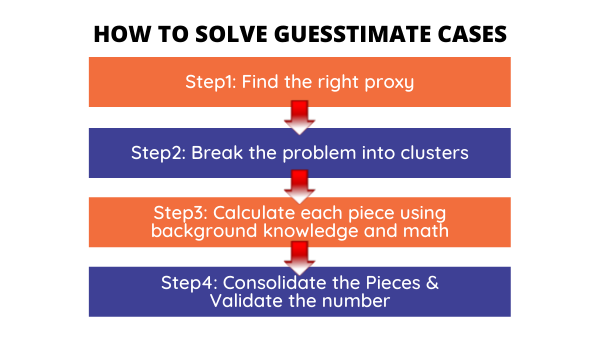 HOW TO SOLVE GUESSTIMATE CASES
Step1: Find the right proxy
Step2: Break the problem into clusters
Step3: Calculate each piece using
background knowledge and math
Step4: Consolidate the Pieces &
Validate the number